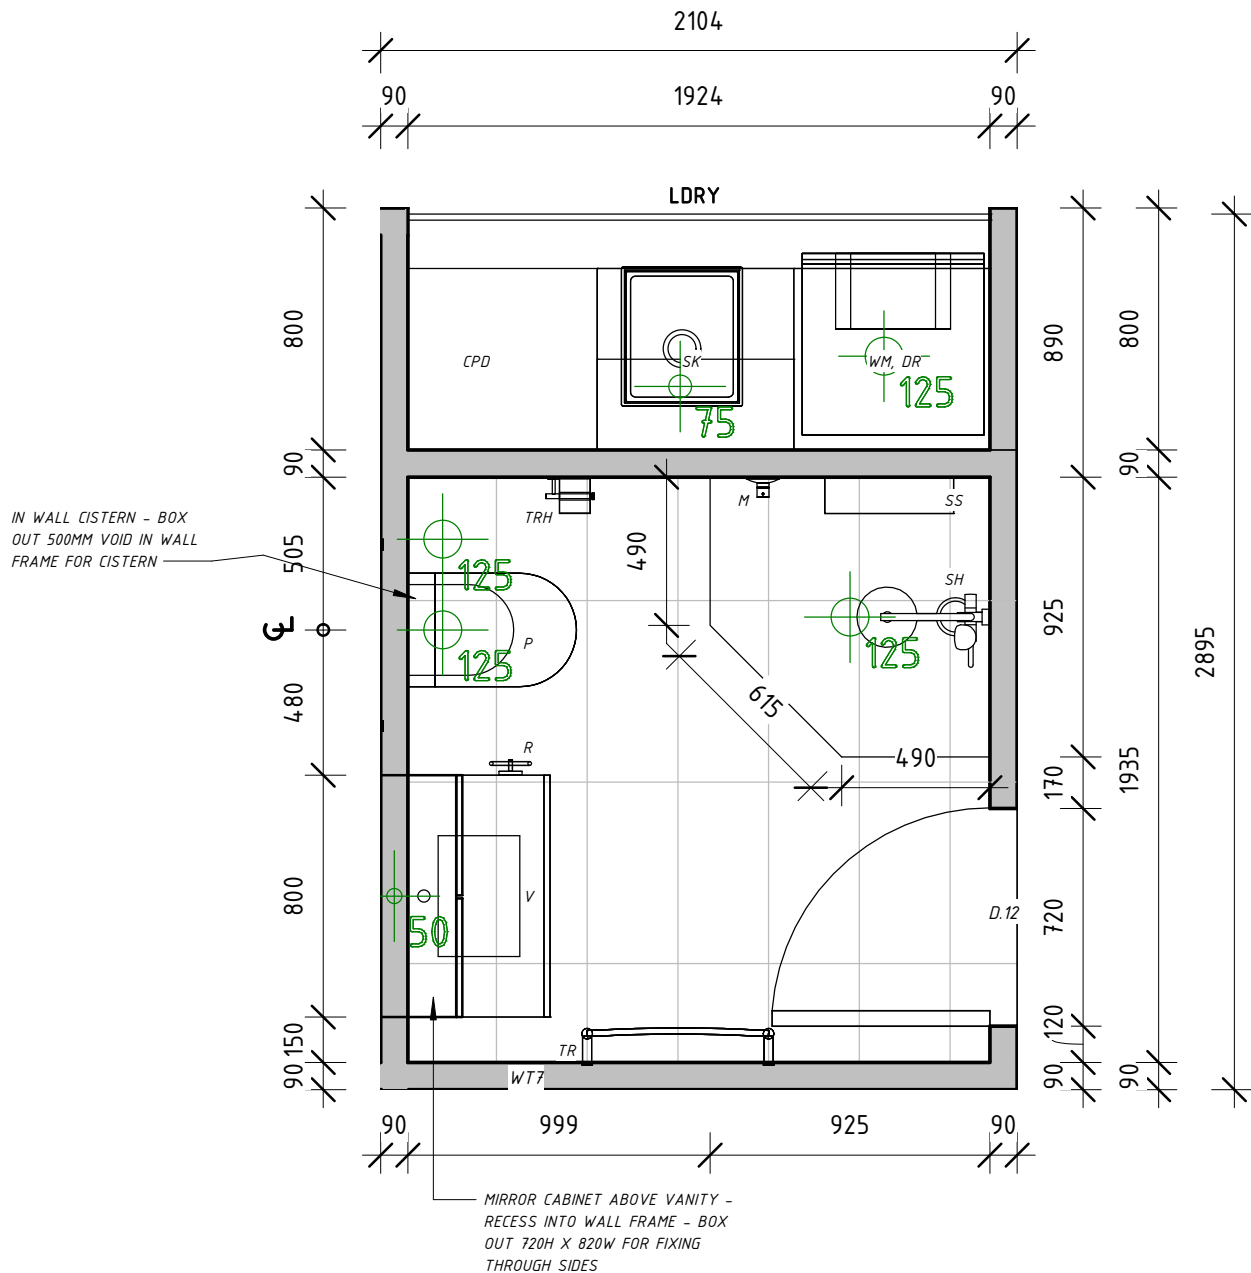 2104
90
1924
90
LDRY
800
90
505
480
800
150
90
890
925
170
720
120
90
800
90
1935
90
2895
CPD
SK
75
WM, DR
125
IN WALL CISTERN - BOX
OUT 500MM VOID IN WALL
FRAME FOR CISTERN
TRH
M
SS
490
125
SH
125
CL
P
125
615
490
R
V
50
D.12
TR
WT7
90
999
925
90
MIRROR CABINET ABOVE VANITY -
RECESS INTO WALL FRAME - BOX
OUT 720H X 820W FOR FIXING
THROUGH SIDES